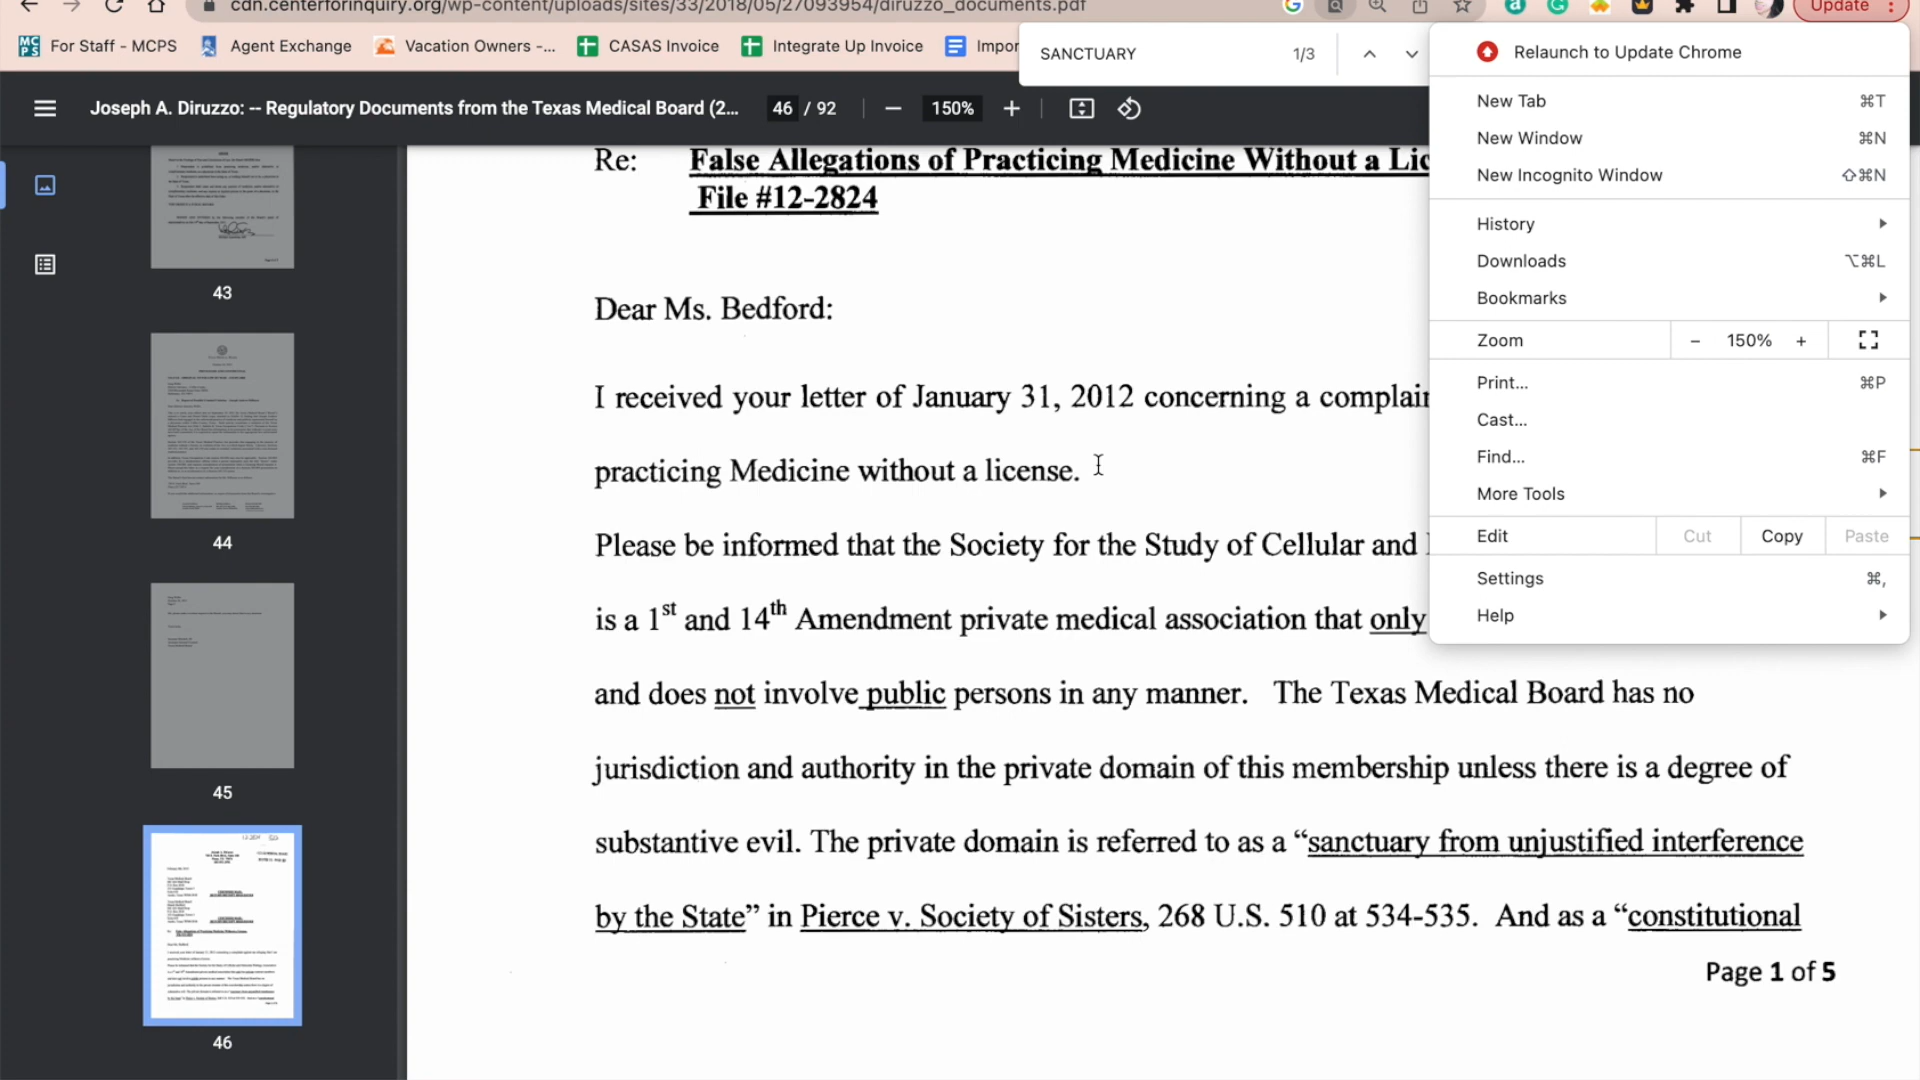 cdn.centerforinquiry.org/wp-content/uploads/sites/33/2018/05/27093954/diruzzo_documents.pdf
Update
For Staff - MCPS
Agent Exchange
Vacation Owners -...
CASAS Invoice
Integrate Up Invoice
Impor
SANCTUARY
1/3
Joseph A. Diruzzo: -- Regulatory Documents from the Texas Medical Board (2...
46 / 92
150%
43
44
45
46
Re: False Allegations of Practicing Medicine Without a Lic
File #12-2824
Dear Ms. Bedford:
I received your letter of January 31, 2012 concerning a complain
practicing Medicine without a license.
Please be informed that the Society for the Study of Cellular and
is a 1st and 14th Amendment private medical association that only
and does not involve public persons in any manner. The Texas Medical Board has no
jurisdiction and authority in the private domain of this membership unless there is a degree of
substantive evil. The private domain is referred to as a “sanctuary from unjustified interference
by the State” in Pierce v. Society of Sisters, 268 U.S. 510 at 534-535. And as a “constitutional
Page 1 of 5
Relaunch to Update Chrome
New Tab ⌘T
New Window ⌘N
New Incognito Window ⇧⌘N
History
Downloads ⌥⌘L
Bookmarks
Zoom − 150% +
Print... ⌘P
Cast...
Find... ⌘F
More Tools
Edit Cut Copy Paste
Settings ⌘,
Help